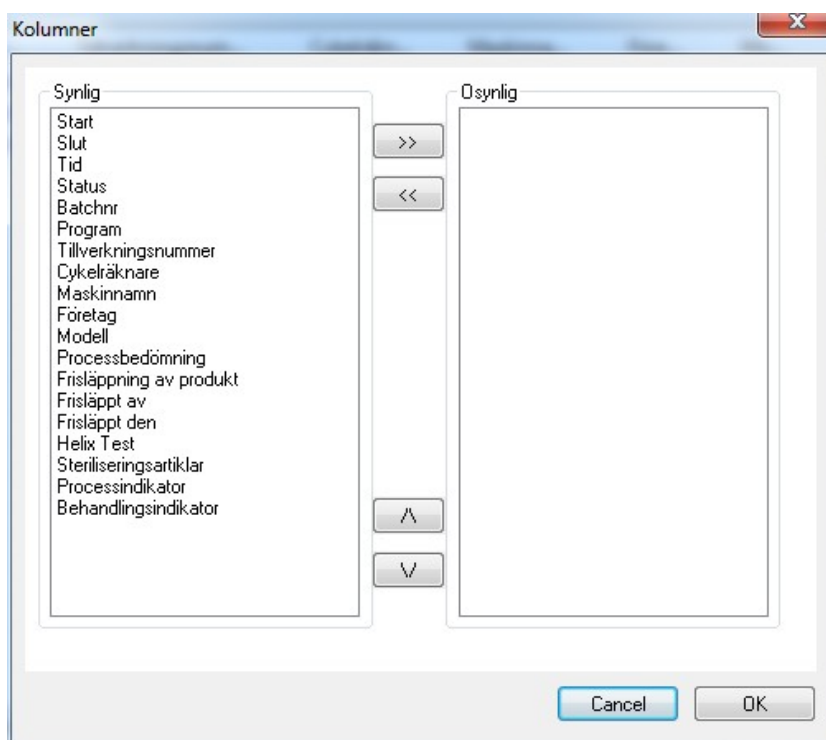 Kolumner
Synlig
Start
Slut
Tid
Status
Batchnr
Program
Tillverkningsnummer
Cykelräknare
Maskinnamn
Företag
Modell
Processbedömning
Frisläppning av produkt
Frisläppt av
Frisläppt den
Helix Test
Steriliseringsartiklar
Processindikator
Behandlingsindikator
>>
<<
/\
\/
Osynlig
Cancel
OK